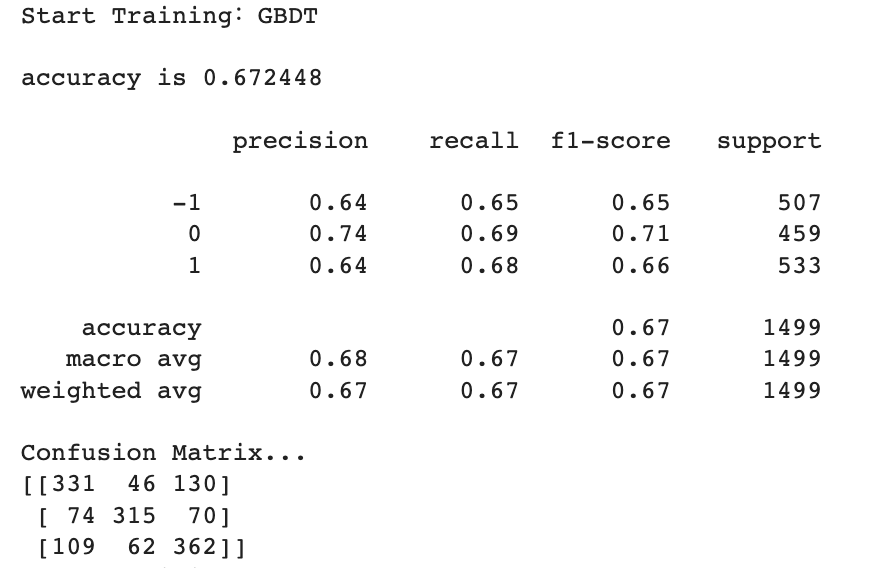 Start Training: GBDT
accuracy is 0.672448
precision recall f1-score support
-1 0.64 0.65 0.65 507
0 0.74 0.69 0.71 459
1 0.64 0.68 0.66 533
accuracy 0.67 1499
macro avg 0.68 0.67 0.67 1499
weighted avg 0.67 0.67 0.67 1499
Confusion Matrix...
[[331 46 130]
[ 74 315 70]
[109 62 362]]